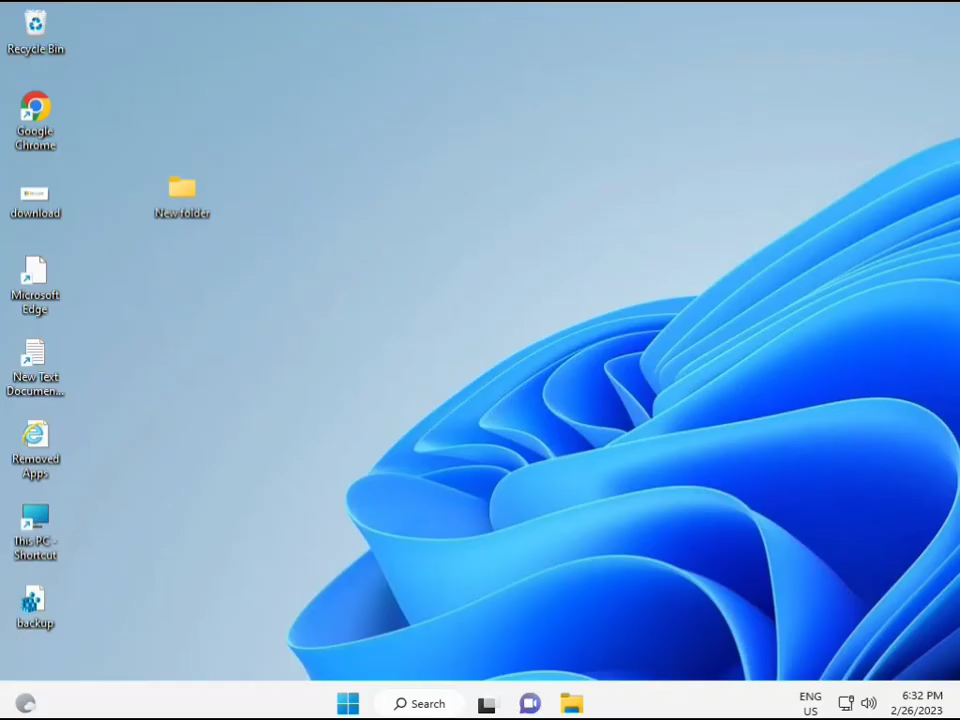 Recycle Bin
Google
Chrome
download
New folder
Microsoft
Edge
New Text
Documen...
Removed
Apps
This PC -
Shortcut
backup
Search
ENG
US
6:32 PM
2/26/2023